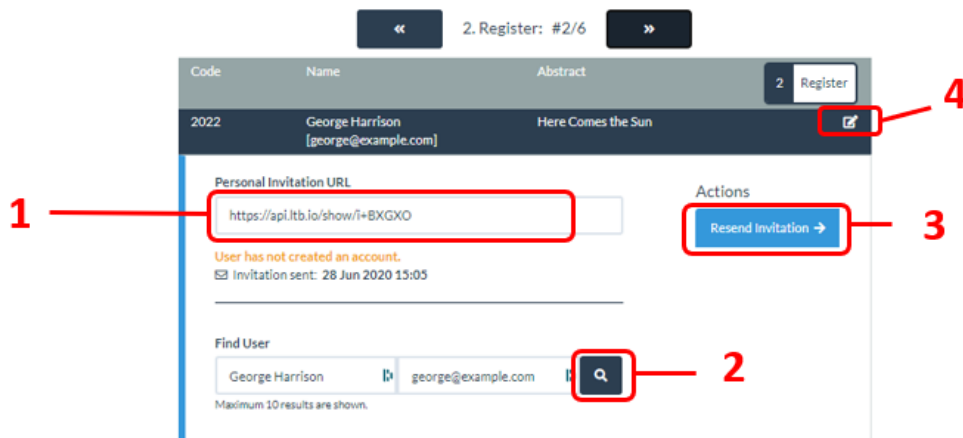 « 2. Register: #2/6 »
Code Name Abstract 2 Register
2022 George Harrison Here Comes the Sun
[george@example.com]
4
Personal Invitation URL
Actions
1 https://api.ltb.io/show/i+BXGXO
Resend Invitation → 3
User has not created an account.
Invitation sent: 28 Jun 2020 15:05
Find User
George Harrison george@example.com 2
Maximum 10 results are shown.